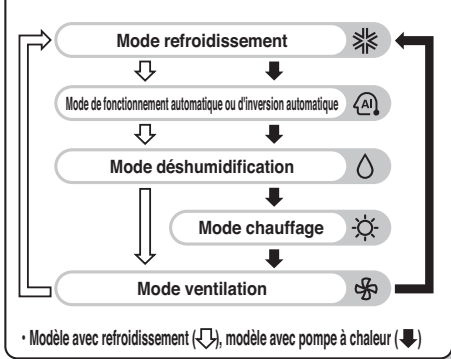 Mode refroidissement
Mode de fonctionnement automatique ou d'inversion automatique
AI
Mode déshumidification
Mode chauffage
Mode ventilation
• Modèle avec refroidissement (⇩), modèle avec pompe à chaleur (🡇)